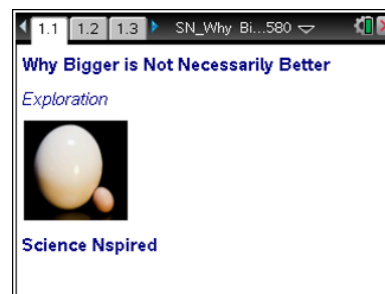 1.1 1.2 1.3 SN_Why Bi...580
Why Bigger is Not Necessarily Better
Exploration
Science Nspired